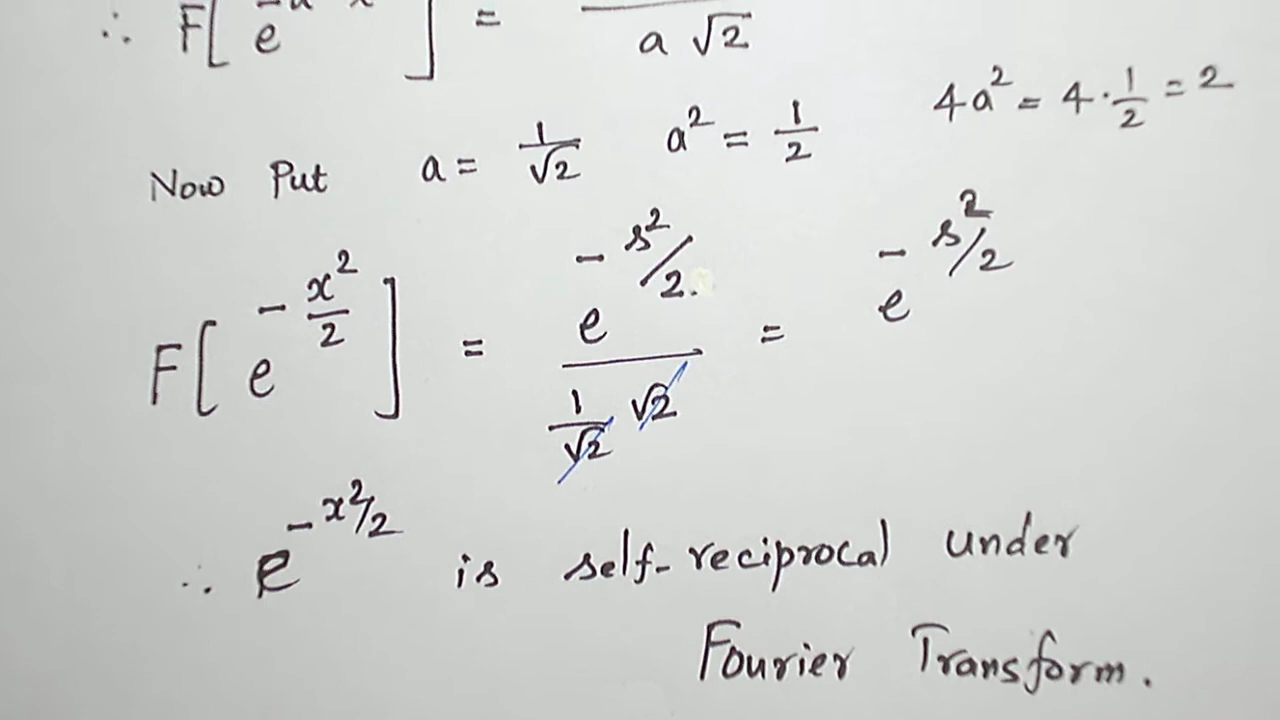 ∴ F[e ] = a √2
4a² = 4 · 1/2 = 2
Now Put a = 1/√2 a² = 1/2
F[e^(-x²/2)] = e^(-s²/2.) / (1/√2 √2) = e^(-s²/2)
∴ e^(-x²/2) is self-reciprocal under
Fourier Transform.